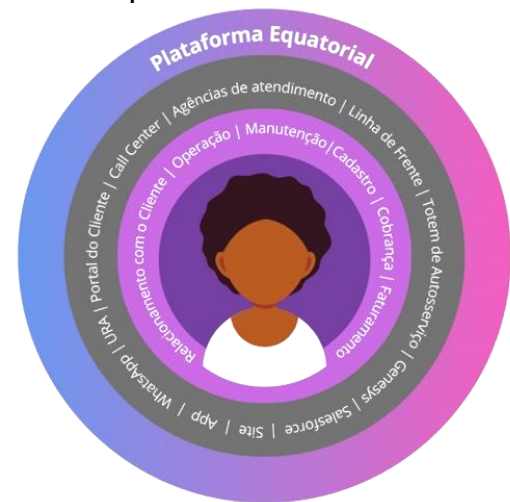 Plataforma Equatorial
WhatsApp | URA | Portal do Cliente | Call Center | Agências de atendimento | Linha de Frente | Totem de Autosserviço | Genesys | Salesforce | Site | App |
Relacionamento com o Cliente | Operação | Manutenção | Cadastro | Cobrança | Faturamento